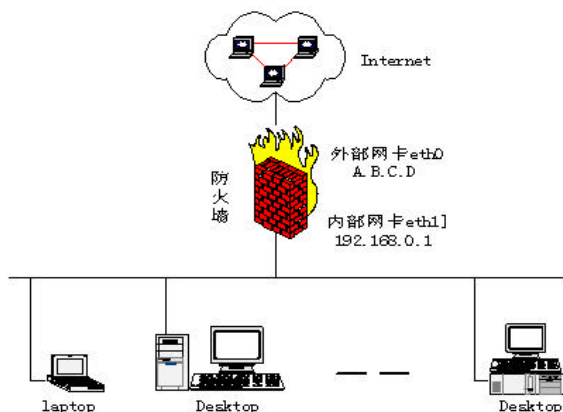 Internet
外部网卡eth0
A.B.C.D
防火墙
内部网卡eth1]
192.168.0.1
laptop
Desktop
Desktop